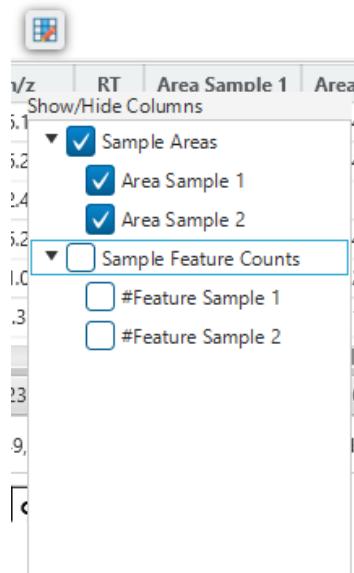 m/z RT Area Sample 1 Area
Show/Hide Columns
Sample Areas
Area Sample 1
Area Sample 2
Sample Feature Counts
#Feature Sample 1
#Feature Sample 2